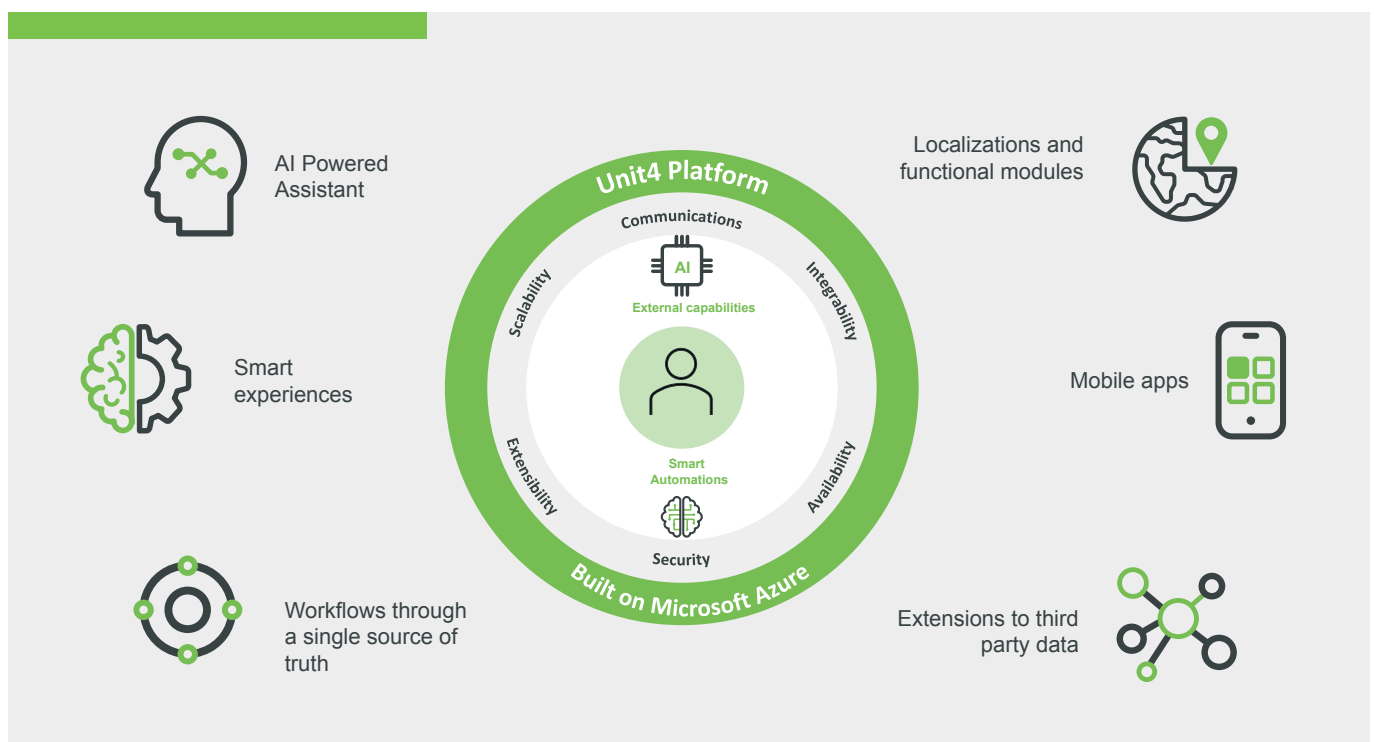 AI Powered
Assistant
Smart
experiences
Workflows through
a single source of
truth
Unit4 Platform
Communications
Scalability
Integrability
AI
External capabilities
Smart
Automations
Extensibility
Availability
Security
Built on Microsoft Azure
Localizations and
functional modules
Mobile apps
Extensions to third
party data